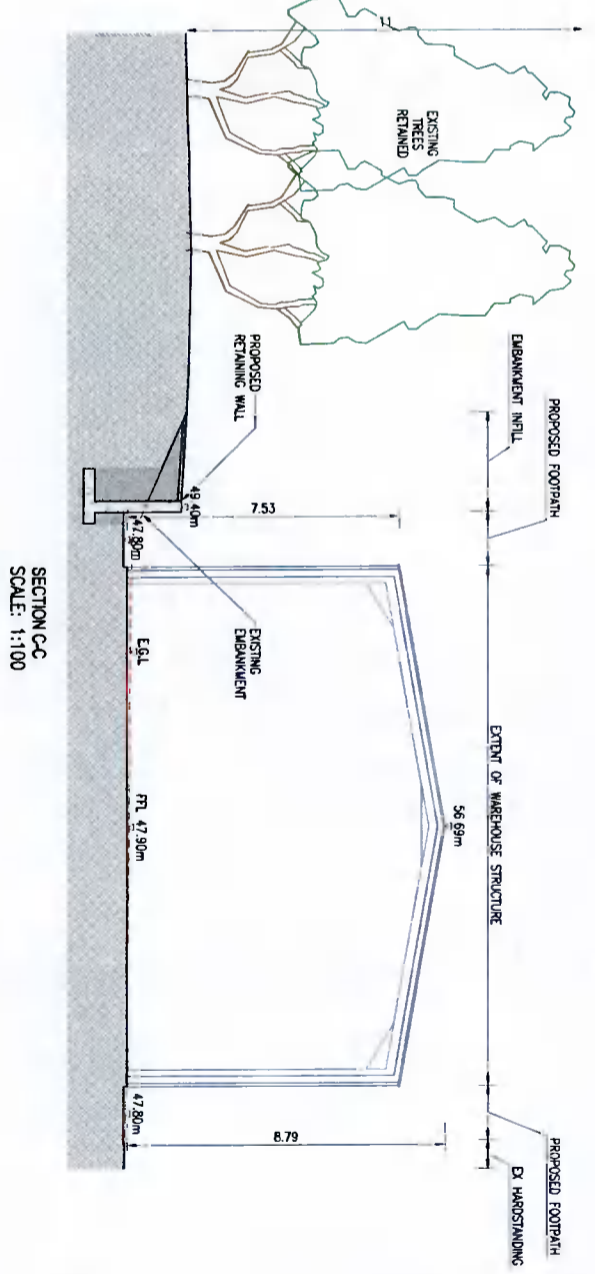 EXISTING
TREES
RETAINED
EMBANKMENT INFILL
PROPOSED FOOTPATH
EXTENT OF WAREHOUSE STRUCTURE
PROPOSED FOOTPATH
EX HARDSTANDING
PROPOSED
RETAINING WALL
49.40m
7.53
56.69m
47.80m
EXISTING
EMBANKMENT
E.G.L
FFL 47.90m
47.80m
8.79
SECTION C-C
SCALE: 1:100